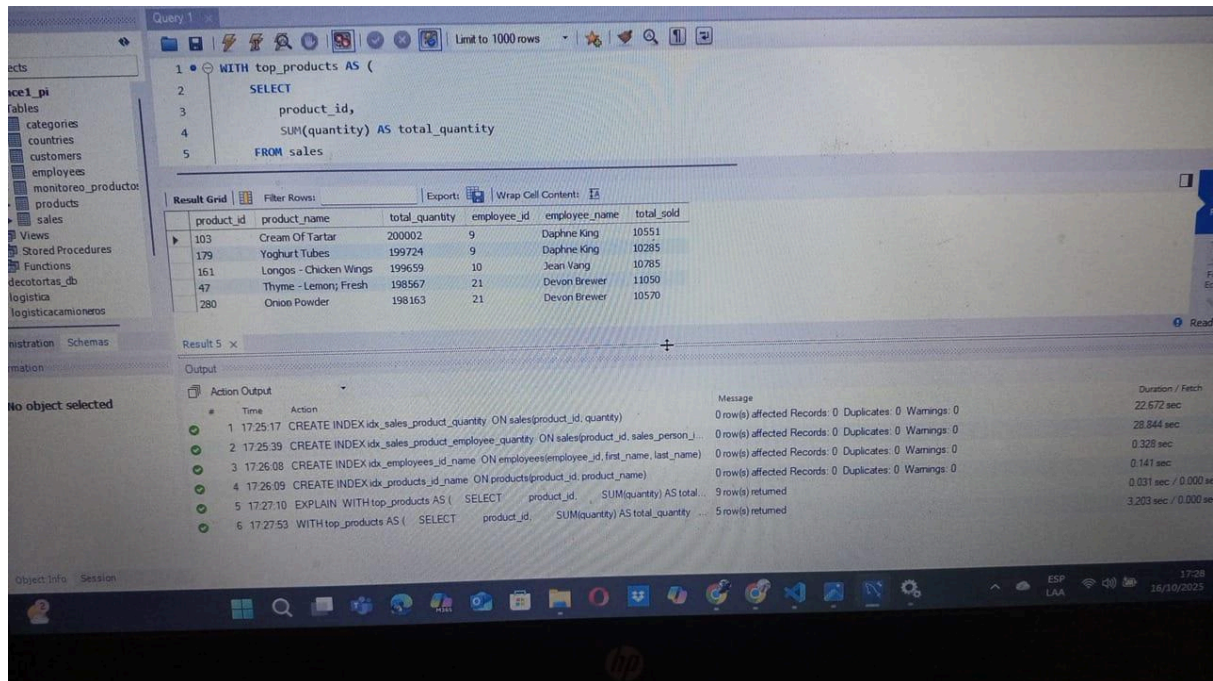 Query 1
Limit to 1000 rows
ects
nce1_pi
Tables
categories
countries
customers
employees
monitoreo_producto
products
sales
Views
Stored Procedures
Functions
decotortas_db
logistica
logisticacamioneros
nistration Schemas
rmation
No object selected
Object Info Session
1 WITH top_products AS (
2 SELECT
3 product_id,
4 SUM(quantity) AS total_quantity
5 FROM sales
Result Grid Filter Rows: Export: Wrap Cell Content: IA
product_id product_name total_quantity employee_id employee_name total_sold
103 Cream Of Tartar 200002 9 Daphne King 10551
179 Yoghurt Tubes 199724 9 Daphne King 10285
161 Longos - Chicken Wings 199659 10 Jean Vang 10785
47 Thyme - Lemon; Fresh 198567 21 Devon Brewer 11050
280 Onion Powder 198163 21 Devon Brewer 10570
Result 5 Read
Output
Action Output
# Time Action Message Duration / Fetch
1 17:25:17 CREATE INDEX idx_sales_product_quantity ON sales(product_id, quantity) 0 row(s) affected Records: 0 Duplicates: 0 Warnings: 0 22.672 sec
2 17:25:39 CREATE INDEX idx_sales_product_employee_quantity ON sales(product_id, sales_person_i... 0 row(s) affected Records: 0 Duplicates: 0 Warnings: 0 28.844 sec
3 17:26:08 CREATE INDEX idx_employees_id_name ON employees(employee_id, first_name, last_name) 0 row(s) affected Records: 0 Duplicates: 0 Warnings: 0 0.328 sec
4 17:26:09 CREATE INDEX idx_products_id_name ON products(product_id, product_name) 0 row(s) affected Records: 0 Duplicates: 0 Warnings: 0 0.141 sec
5 17:27:10 EXPLAIN WITH top_products AS ( SELECT product_id, SUM(quantity) AS total... 9 row(s) returned 0.031 sec / 0.000 se
6 17:27:53 WITH top_products AS ( SELECT product_id, SUM(quantity) AS total_quantity ... 5 row(s) returned 3.203 sec / 0.000 se
ESP
LAA
17:28
16/10/2025
hp